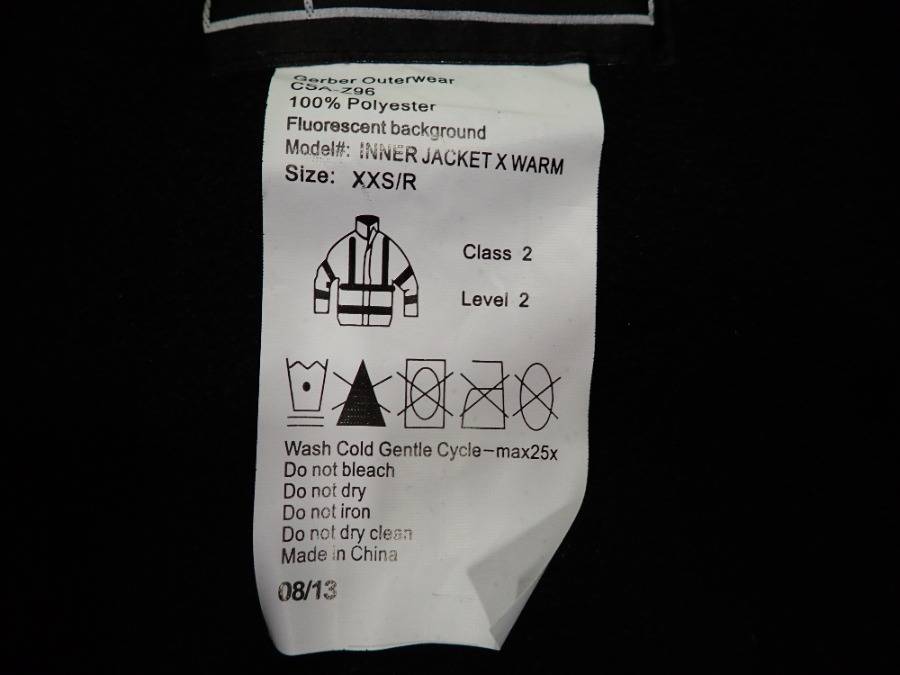 Gerber Outerwear
CSA-Z96
100% Polyester
Fluorescent background
Model#: INNER JACKET X WARM
Size: XXS/R
Class 2
Level 2
Wash Cold Gentle Cycle-max25x
Do not bleach
Do not dry
Do not iron
Do not dry clean
Made in China
08/13